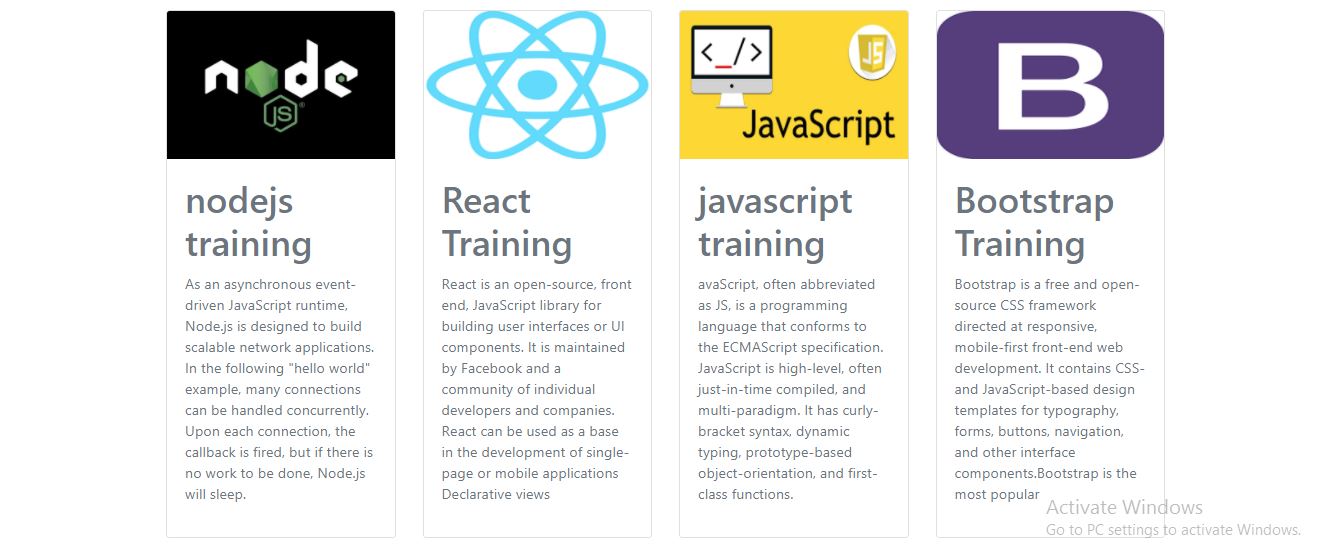 node
JS
nodejs
training
As an asynchronous event-
driven JavaScript runtime,
Node.js is designed to build
scalable network applications.
In the following "hello world"
example, many connections
can be handled concurrently.
Upon each connection, the
callback is fired, but if there is
no work to be done, Node.js
will sleep.
React
Training
React is an open-source, front
end, JavaScript library for
building user interfaces or UI
components. It is maintained
by Facebook and a
community of individual
developers and companies.
React can be used as a base
in the development of single-
page or mobile applications
Declarative views
<_/>
JS
JavaScript
javascript
training
avaScript, often abbreviated
as JS, is a programming
language that conforms to
the ECMAScript specification.
JavaScript is high-level, often
just-in-time compiled, and
multi-paradigm. It has curly-
bracket syntax, dynamic
typing, prototype-based
object-orientation, and first-
class functions.
B
Bootstrap
Training
Bootstrap is a free and open-
source CSS framework
directed at responsive,
mobile-first front-end web
development. It contains CSS-
and JavaScript-based design
templates for typography,
forms, buttons, navigation,
and other interface
components.Bootstrap is the
most popular
Activate Windows
Go to PC settings to activate Windows.